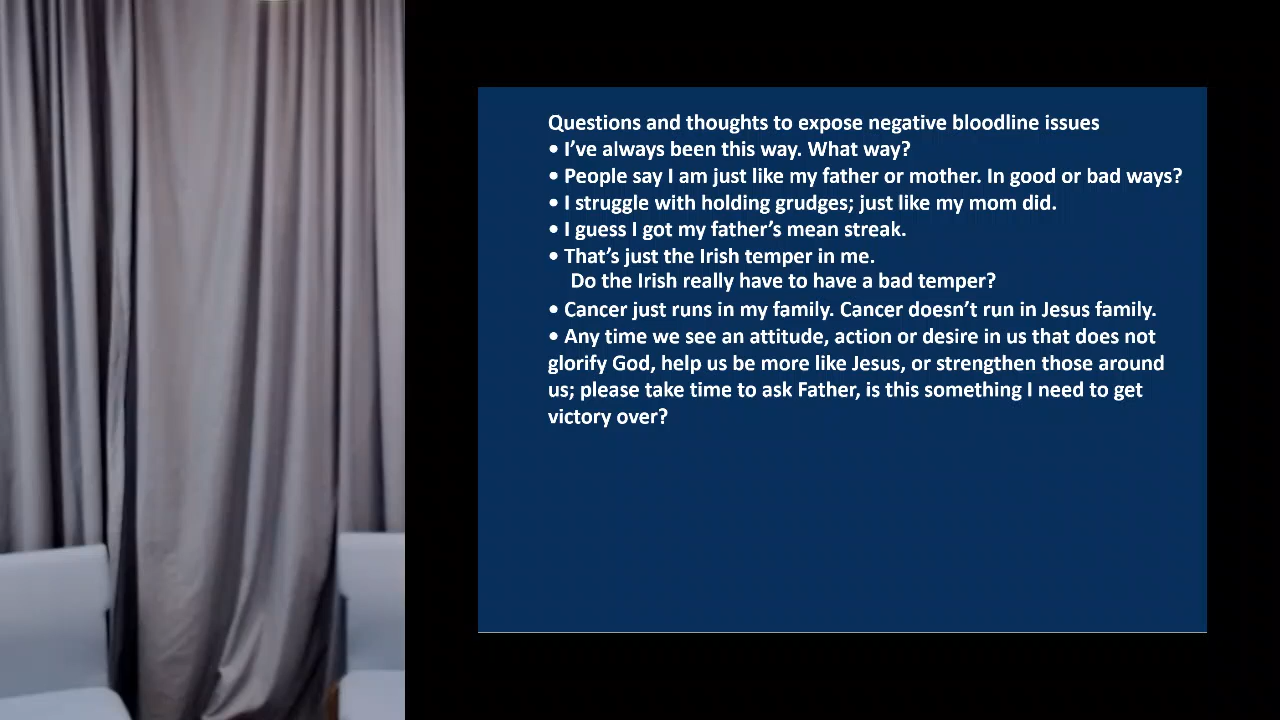 Questions and thoughts to expose negative bloodline issues
• I’ve always been this way. What way?
• People say I am just like my father or mother. In good or bad ways?
• I struggle with holding grudges; just like my mom did.
• I guess I got my father’s mean streak.
• That’s just the Irish temper in me.
Do the Irish really have to have a bad temper?
• Cancer just runs in my family. Cancer doesn’t run in Jesus family.
• Any time we see an attitude, action or desire in us that does not
glorify God, help us be more like Jesus, or strengthen those around
us; please take time to ask Father, is this something I need to get
victory over?